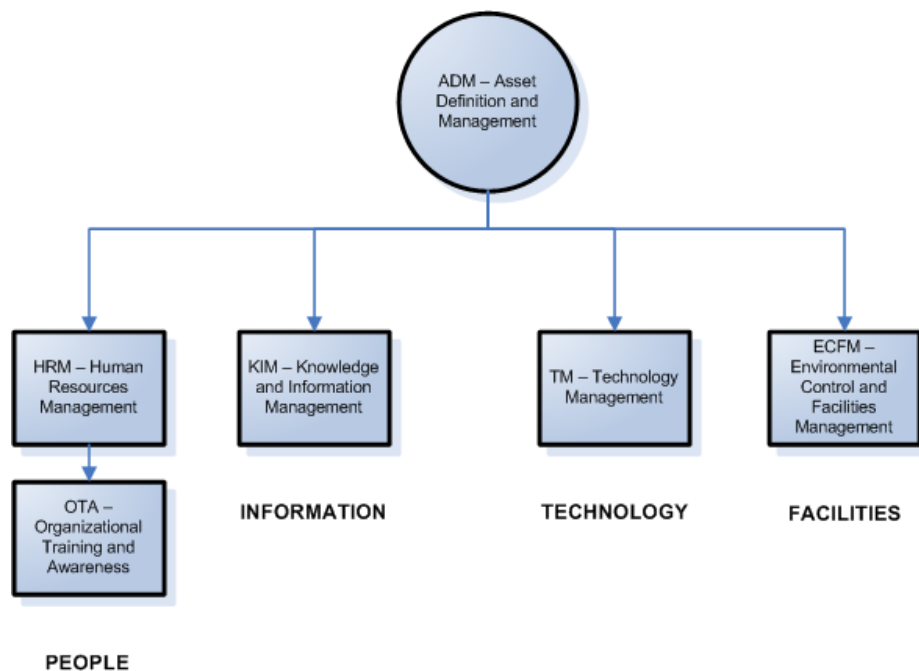 ADM – Asset
Definition and
Management
HRM – Human
Resources
Management
KIM – Knowledge
and Information
Management
TM – Technology
Management
ECFM –
Environmental
Control and
Facilities
Management
OTA –
Organizational
Training and
Awareness
INFORMATION
TECHNOLOGY
FACILITIES
PEOPLE